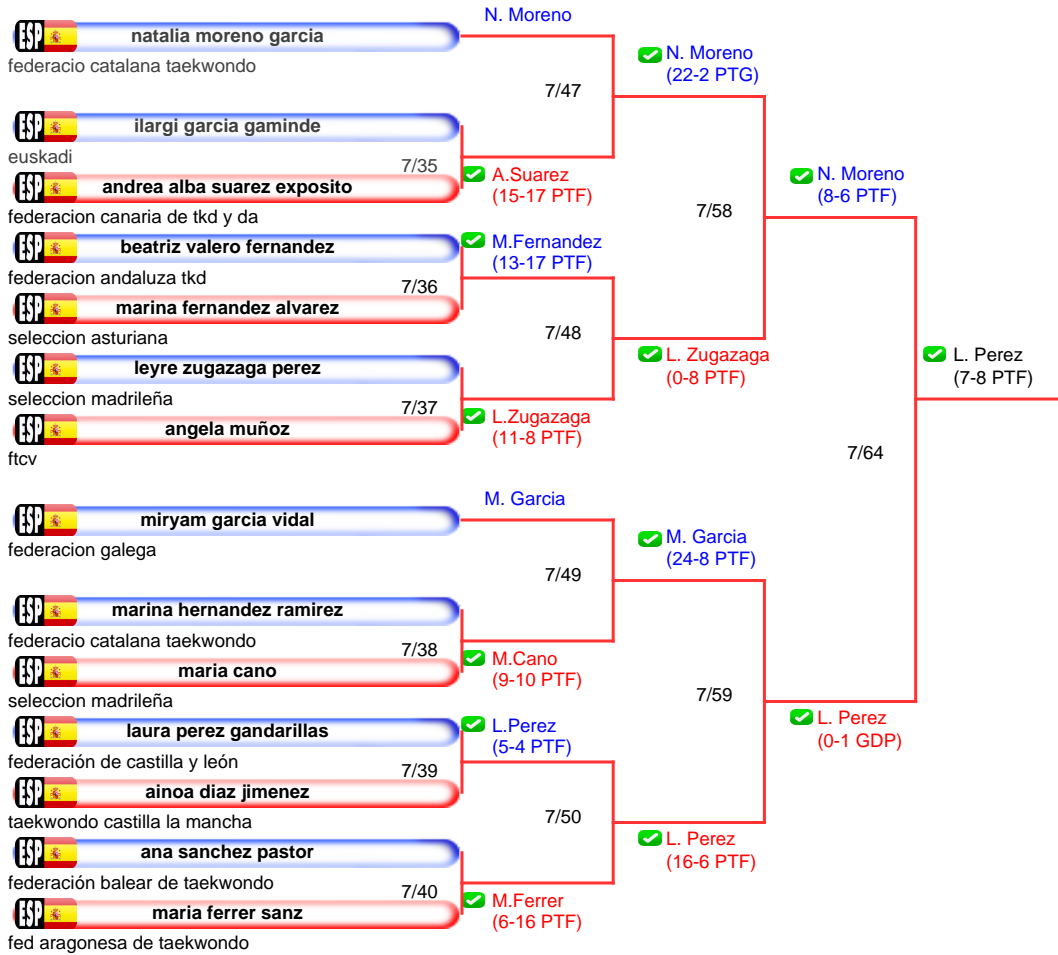 N. Moreno
ESP natalia moreno garcia
federacio catalana taekwondo
N. Moreno
(22-2 PTG)
7/47
ESP ilargi garcia gaminde
euskadi
7/35
A.Suarez
(15-17 PTF)
ESP andrea alba suarez exposito
federacion canaria de tkd y da
N. Moreno
(8-6 PTF)
7/58
ESP beatriz valero fernandez
federacion andaluza tkd
M.Fernandez
(13-17 PTF)
7/36
ESP marina fernandez alvarez
seleccion asturiana
7/48
ESP leyre zugazaga perez
seleccion madrileña
L. Zugazaga
(0-8 PTF)
L. Perez
(7-8 PTF)
7/37
ESP angela muñoz
ftcv
L.Zugazaga
(11-8 PTF)
7/64
M. Garcia
ESP miryam garcia vidal
federacion galega
M. Garcia
(24-8 PTF)
7/49
ESP marina hernandez ramirez
federacio catalana taekwondo
7/38
ESP maria cano
seleccion madrileña
M.Cano
(9-10 PTF)
7/59
ESP laura perez gandarillas
federación de castilla y león
L.Perez
(5-4 PTF)
L. Perez
(0-1 GDP)
7/39
ESP ainoa diaz jimenez
taekwondo castilla la mancha
7/50
ESP ana sanchez pastor
federación balear de taekwondo
L. Perez
(16-6 PTF)
7/40
ESP maria ferrer sanz
fed aragonesa de taekwondo
M.Ferrer
(6-16 PTF)